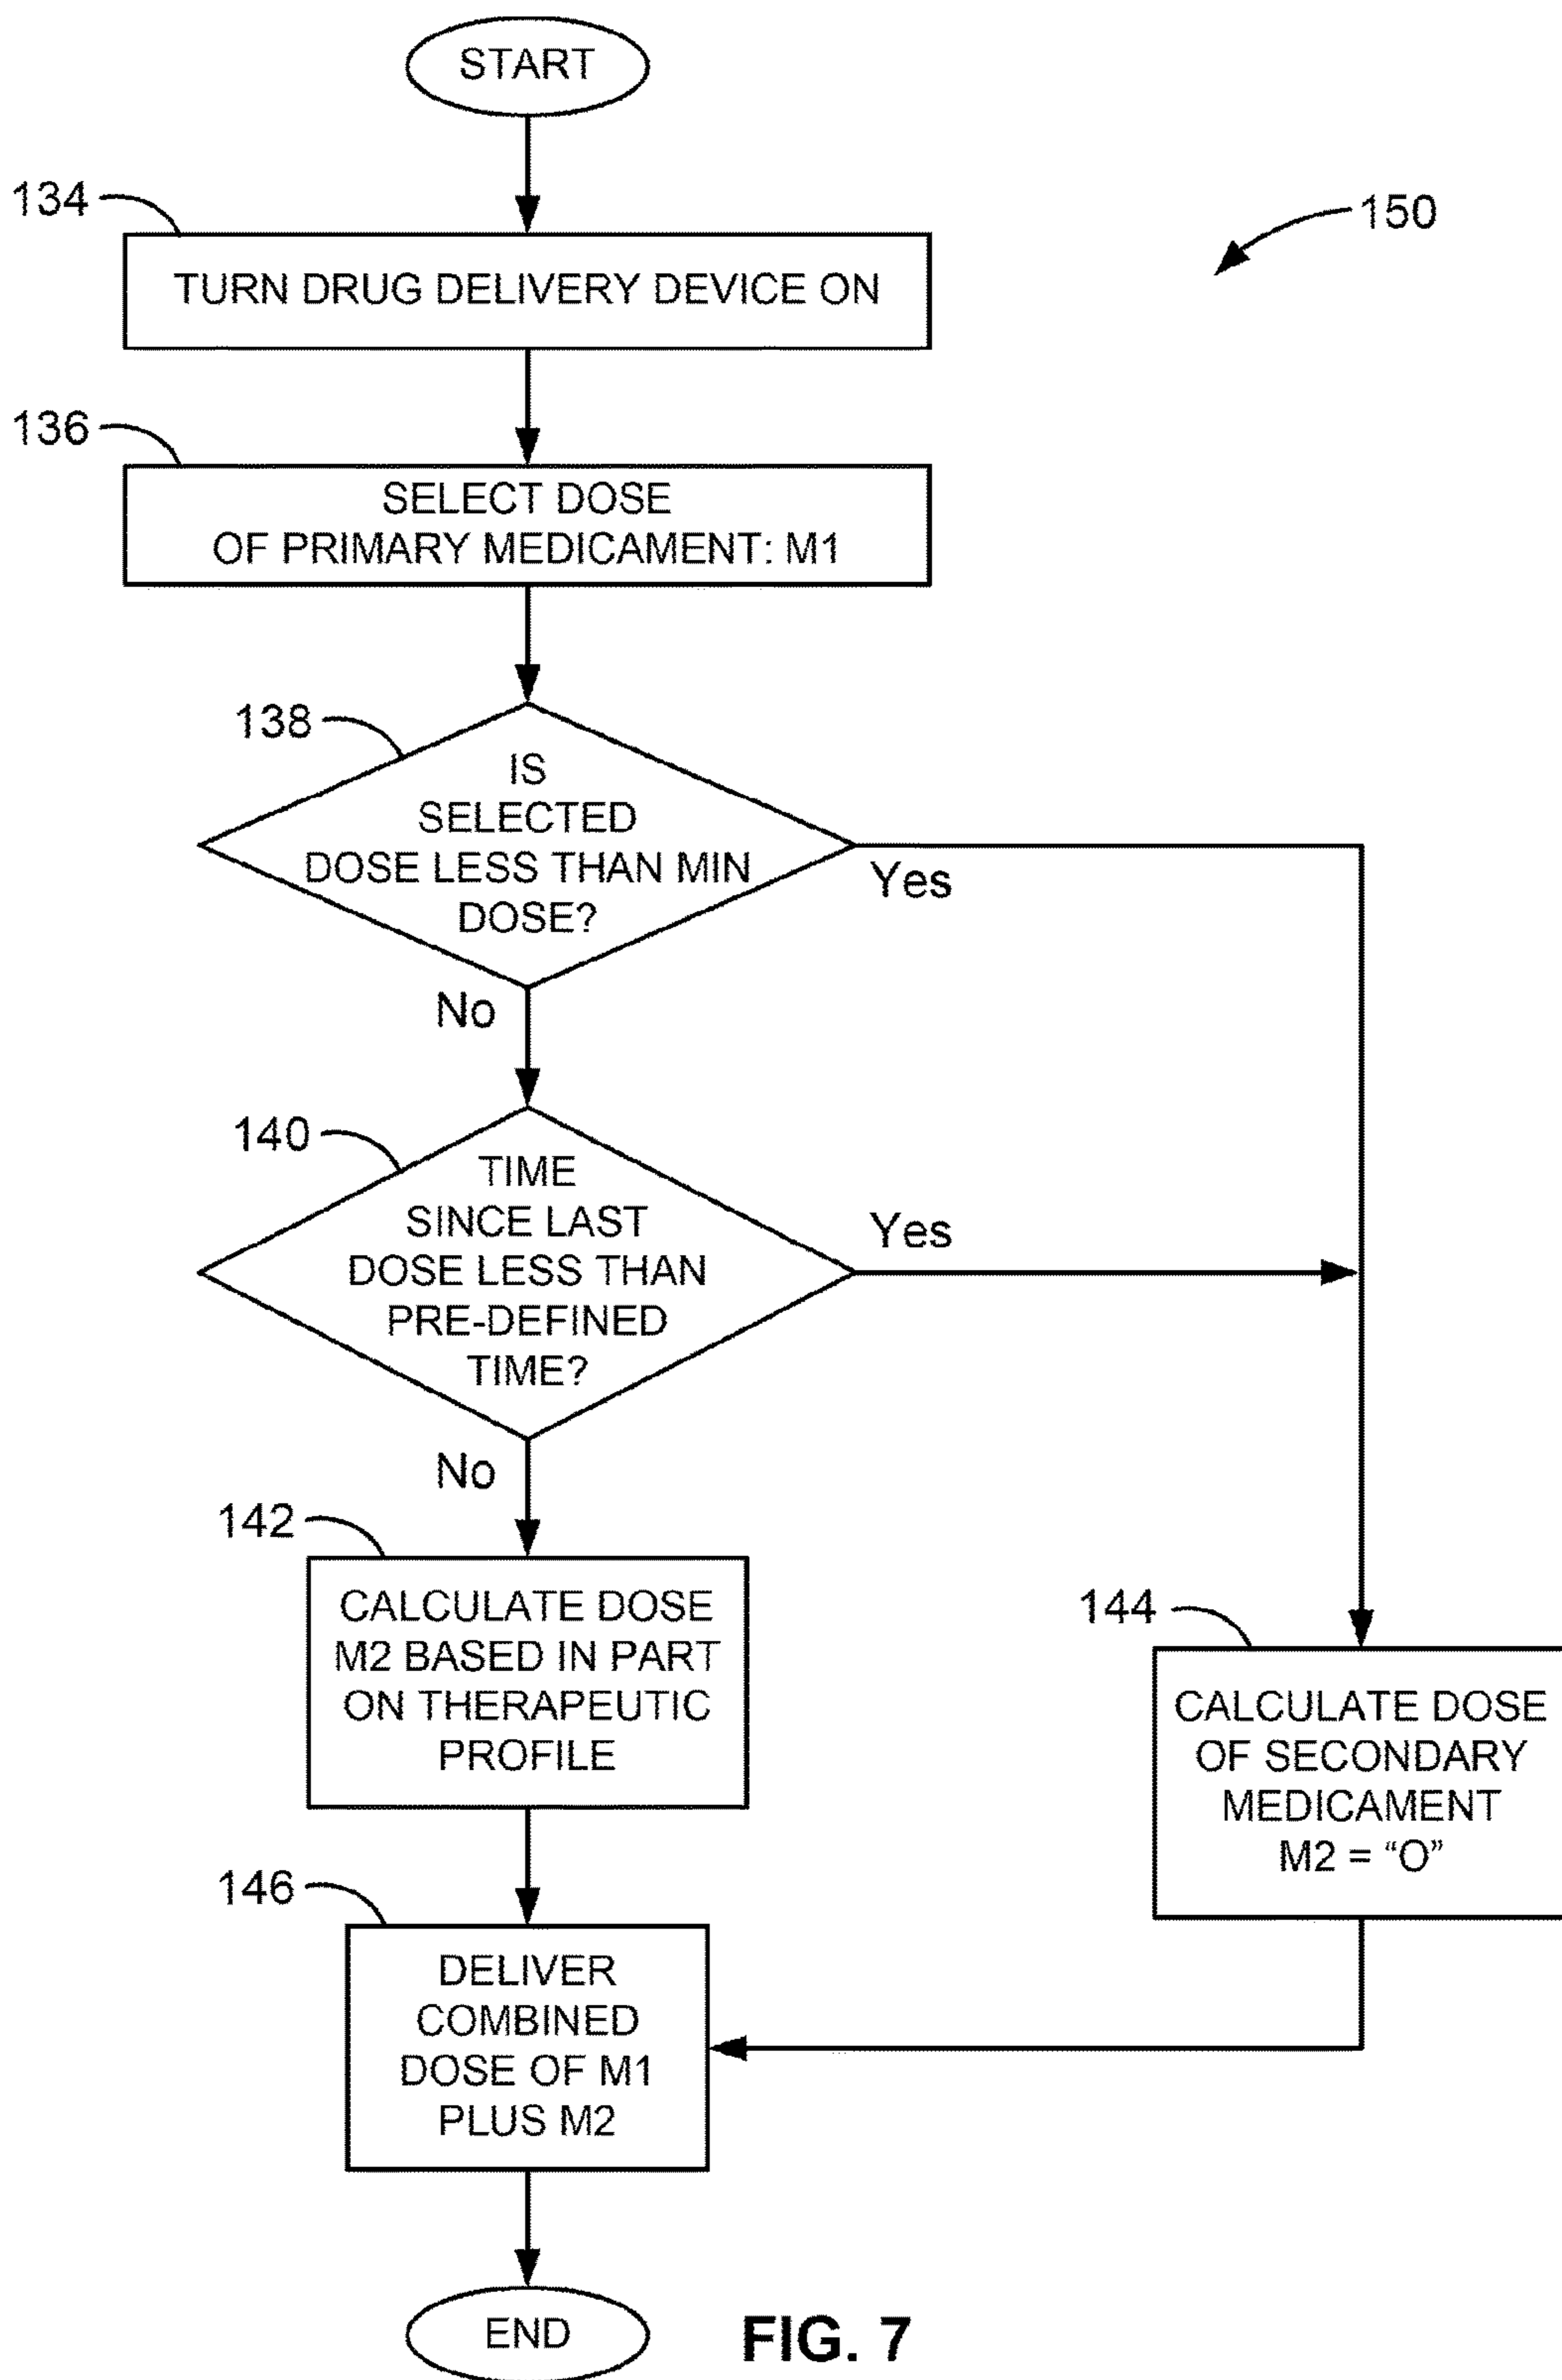 START
134
150
TURN DRUG DELIVERY DEVICE ON
136
SELECT DOSE
OF PRIMARY MEDICAMENT: M1
138
IS
SELECTED
DOSE LESS THAN MIN
DOSE?
Yes
No
140
TIME
SINCE LAST
DOSE LESS THAN
PRE-DEFINED
TIME?
Yes
No
142
CALCULATE DOSE
M2 BASED IN PART
ON THERAPEUTIC
PROFILE
144
CALCULATE DOSE
OF SECONDARY
MEDICAMENT
M2 = “O”
146
DELIVER
COMBINED
DOSE OF M1
PLUS M2
END
FIG. 7